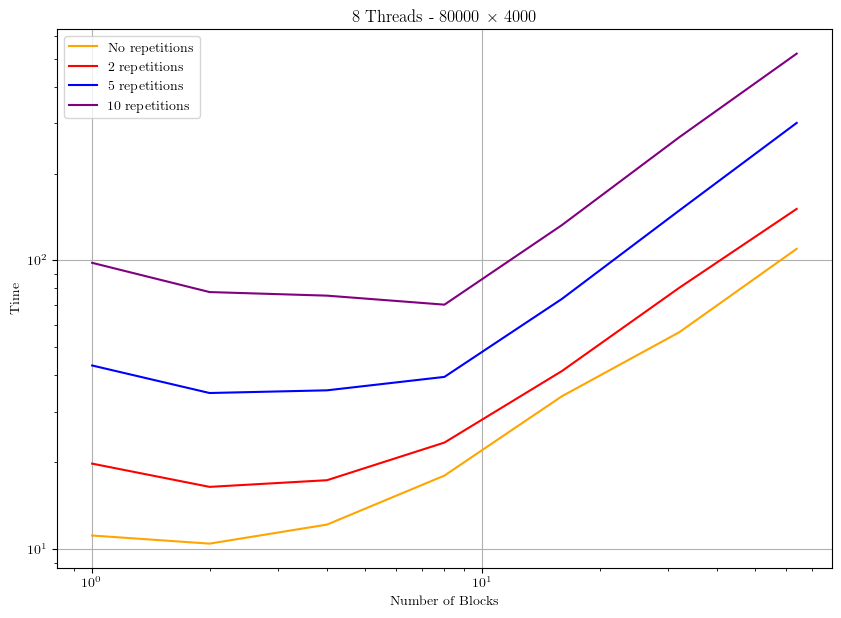 8 Threads - 80000 × 4000
No repetitions
2 repetitions
5 repetitions
10 repetitions
Time
10²
10¹
10⁰
10¹
Number of Blocks